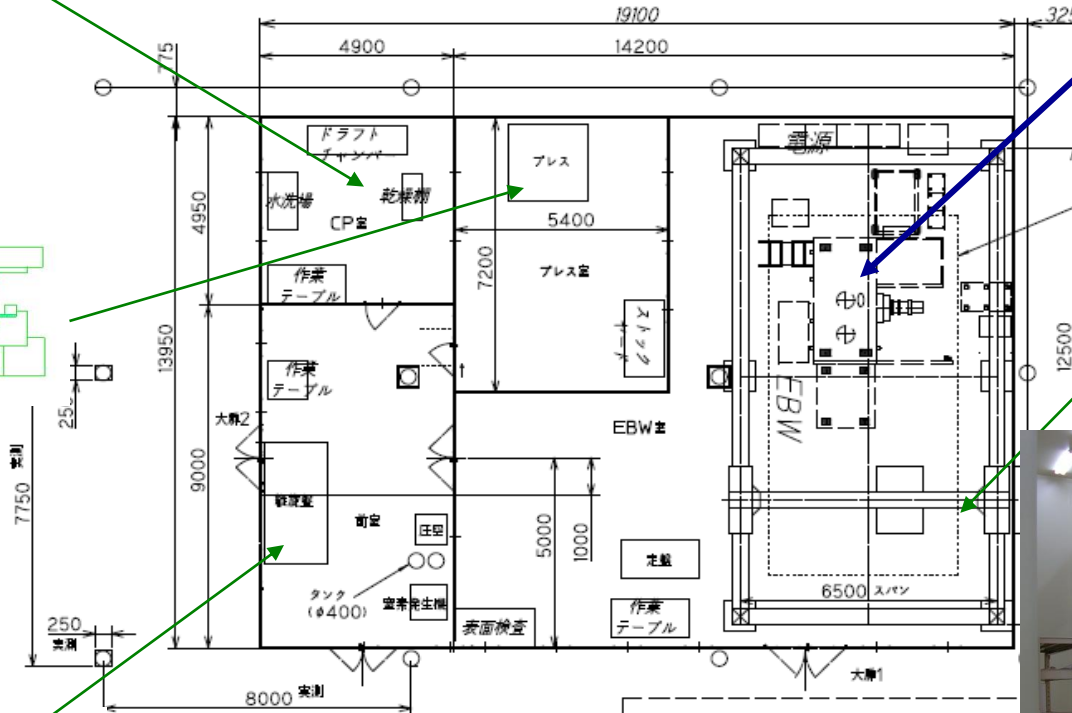 19100
325
4900
14200
775
ドラフト
チャンバー
プレス
電源
水洗場
乾燥棚
CP室
4950
5400
作業
テーブル
7200
プレス室
ストック
ヤード
13950
12500
250
作業
テーブル
大扉2
EBW
EBW室
実測
7750
9000
前室
圧空
5000
1000
定盤
タンク
(φ400)
窒素発生機
6500 スパン
250
実測
表面検査
作業
テーブル
大扉1
8000
実測